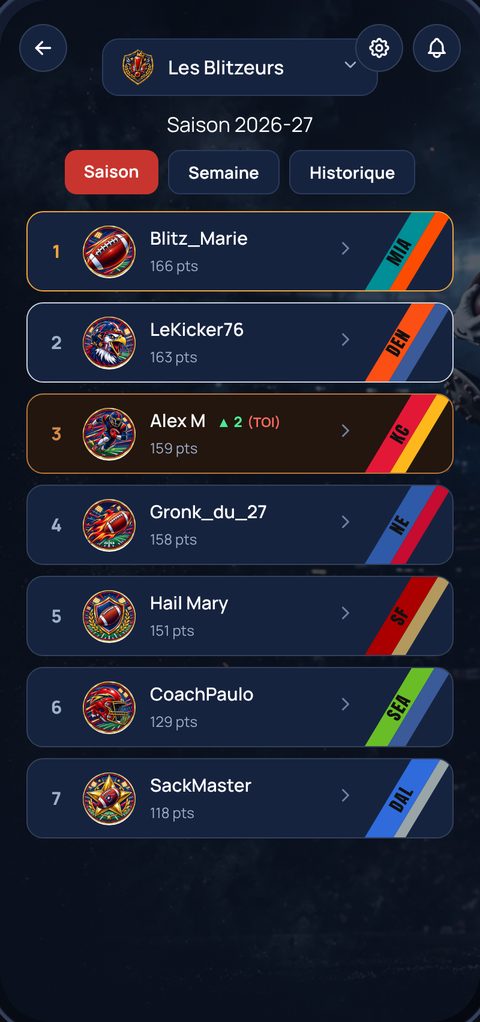 Les Blitzeurs
Saison 2026-27
Saison Semaine Historique
1 Blitz_Marie MIA
166 pts
2 LeKicker76 DEN
163 pts
3 Alex M ▲ 2 (TOI) KC
159 pts
4 Gronk_du_27 NE
158 pts
5 Hail Mary SF
151 pts
6 CoachPaulo SEA
129 pts
7 SackMaster DAL
118 pts